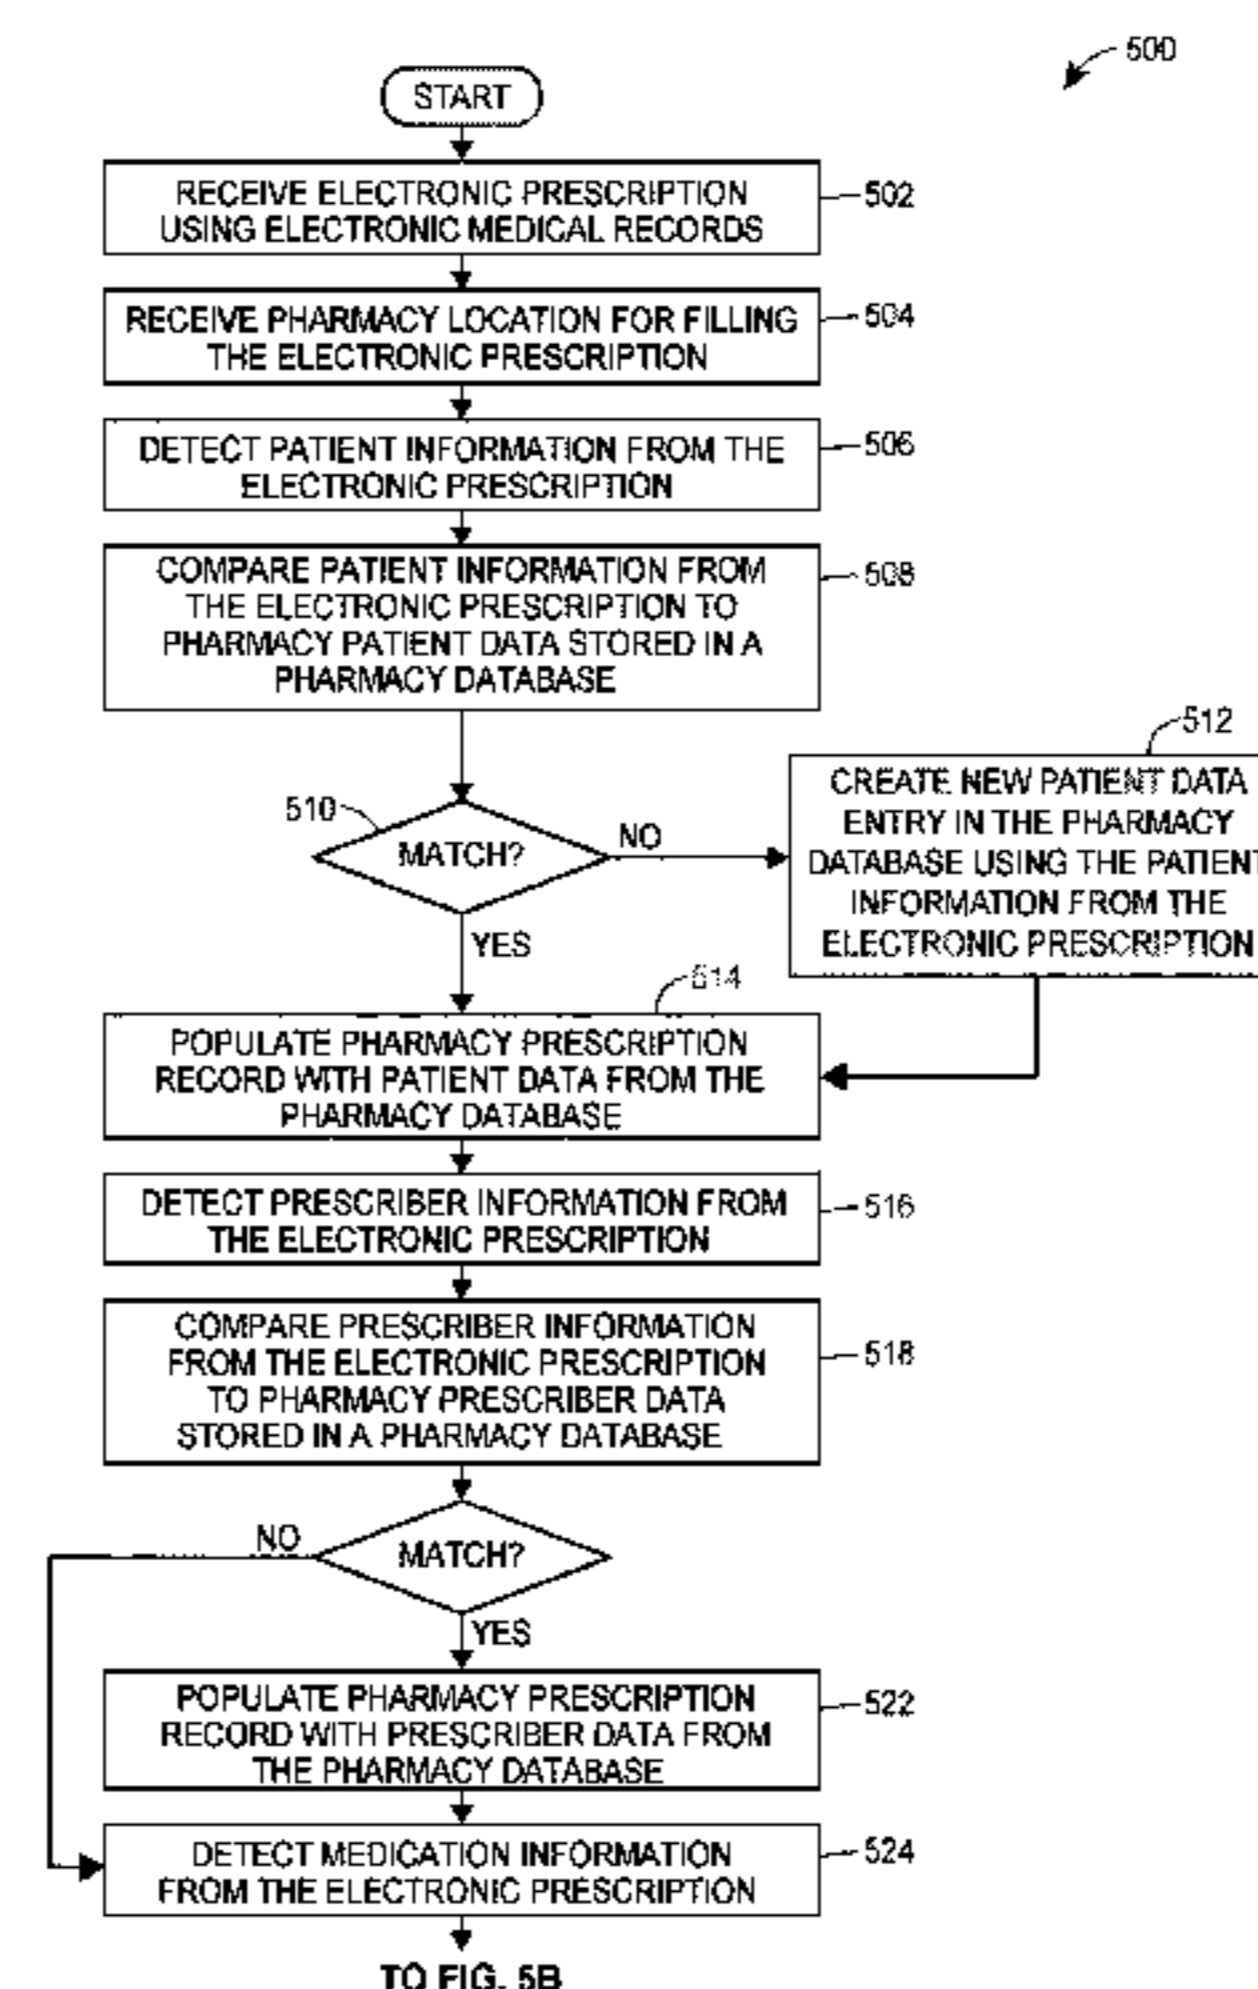 500
START
RECEIVE ELECTRONIC PRESCRIPTION
USING ELECTRONIC MEDICAL RECORDS
502
RECEIVE PHARMACY LOCATION FOR FILLING
THE ELECTRONIC PRESCRIPTION
504
DETECT PATIENT INFORMATION FROM THE
ELECTRONIC PRESCRIPTION
506
COMPARE PATIENT INFORMATION FROM
THE ELECTRONIC PRESCRIPTION TO
PHARMACY PATIENT DATA STORED IN A
PHARMACY DATABASE
508
510
MATCH?
NO
512
CREATE NEW PATIENT DATA
ENTRY IN THE PHARMACY
DATABASE USING THE PATIENT
INFORMATION FROM THE
ELECTRONIC PRESCRIPTION
YES
514
POPULATE PHARMACY PRESCRIPTION
RECORD WITH PATIENT DATA FROM THE
PHARMACY DATABASE
DETECT PRESCRIBER INFORMATION FROM
THE ELECTRONIC PRESCRIPTION
516
COMPARE PRESCRIBER INFORMATION
FROM THE ELECTRONIC PRESCRIPTION
TO PHARMACY PRESCRIBER DATA
STORED IN A PHARMACY DATABASE
518
NO
MATCH?
YES
POPULATE PHARMACY PRESCRIPTION
RECORD WITH PRESCRIBER DATA FROM
THE PHARMACY DATABASE
522
DETECT MEDICATION INFORMATION
FROM THE ELECTRONIC PRESCRIPTION
524
TO FIG. 5B